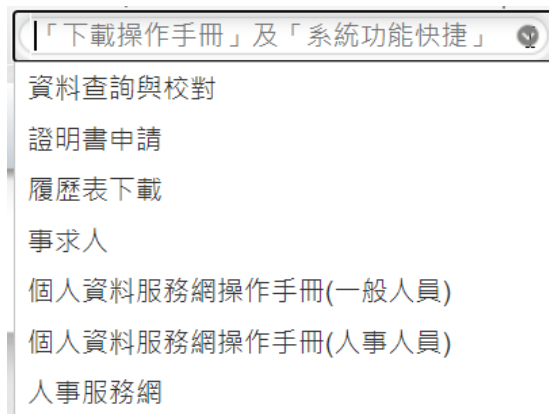 「下載操作手冊」及「系統功能快捷」
資料查詢與校對
證明書申請
履歷表下載
事求人
個人資料服務網操作手冊(一般人員)
個人資料服務網操作手冊(人事人員)
人事服務網